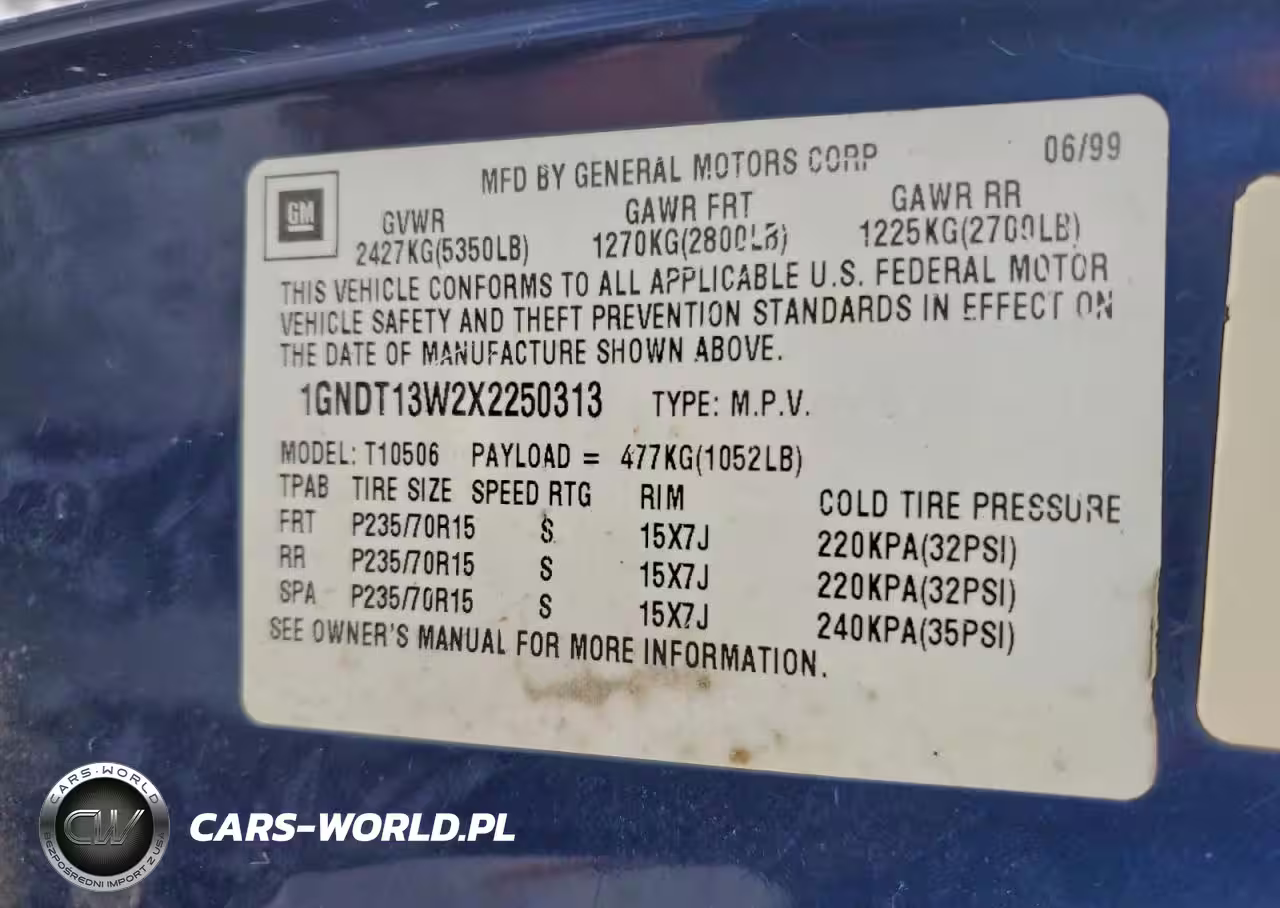 MFD BY GENERAL MOTORS CORP 06/99
GM
GVWR GAWR FRT GAWR RR
2427KG(5350LB) 1270KG(2800LB) 1225KG(2700LB)
THIS VEHICLE CONFORMS TO ALL APPLICABLE U.S. FEDERAL MOTOR
VEHICLE SAFETY AND THEFT PREVENTION STANDARDS IN EFFECT ON
THE DATE OF MANUFACTURE SHOWN ABOVE.
1GNDT13W2X2250313 TYPE: M.P.V.
MODEL: T10506 PAYLOAD = 477KG(1052LB)
TPAB TIRE SIZE SPEED RTG RIM COLD TIRE PRESSURE
FRT P235/70R15 S 15X7J 220KPA(32PSI)
RR P235/70R15 S 15X7J 220KPA(32PSI)
SPA P235/70R15 S 15X7J 240KPA(35PSI)
SEE OWNER'S MANUAL FOR MORE INFORMATION.
CARS-WORLD
CW
BEZPOŚREDNI IMPORT Z USA
CARS-WORLD.PL